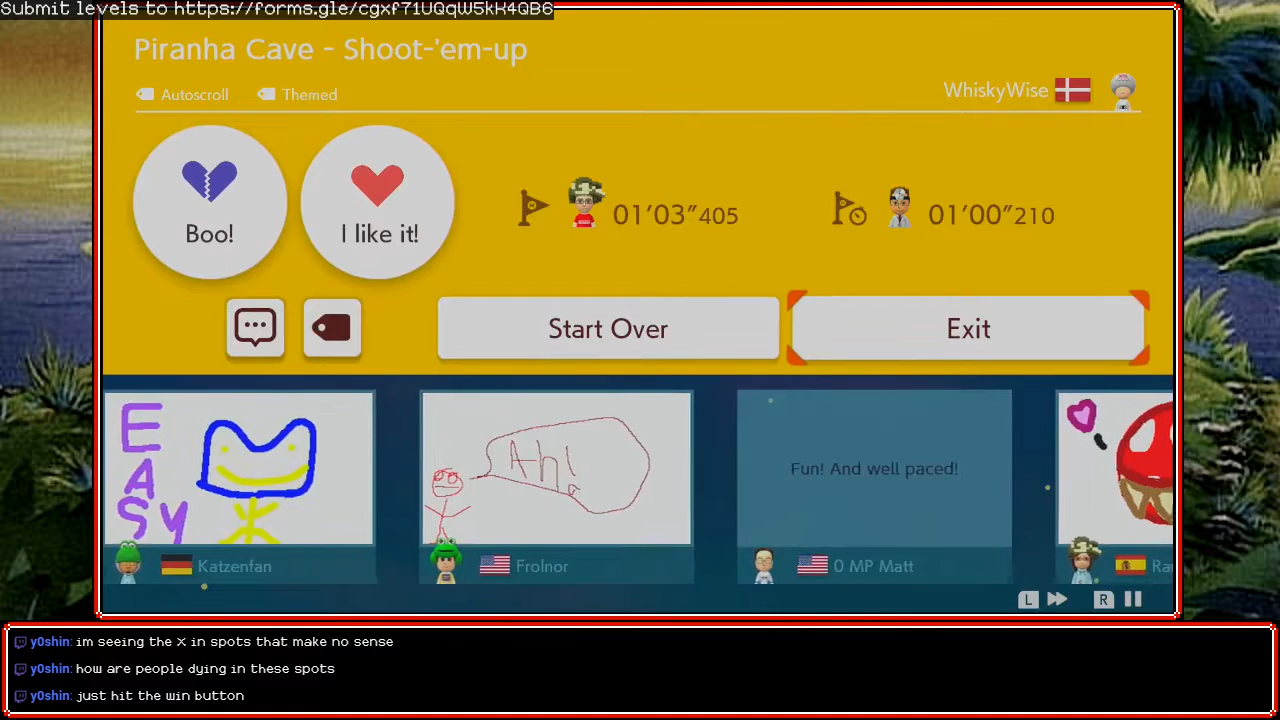 Submit levels to https://forms.gle/cgxf71UQqW5kH4QB6
Piranha Cave - Shoot-'em-up
Autoscroll Themed
WhiskyWise
Boo!
I like it!
01'03"405
01'00"210
Start Over
Exit
EASY
Ah!
Fun! And well paced!
Katzenfan
Frolnor
0 MP Matt
L R
y0shin: im seeing the X in spots that make no sense
y0shin: how are people dying in these spots
y0shin: just hit the win button